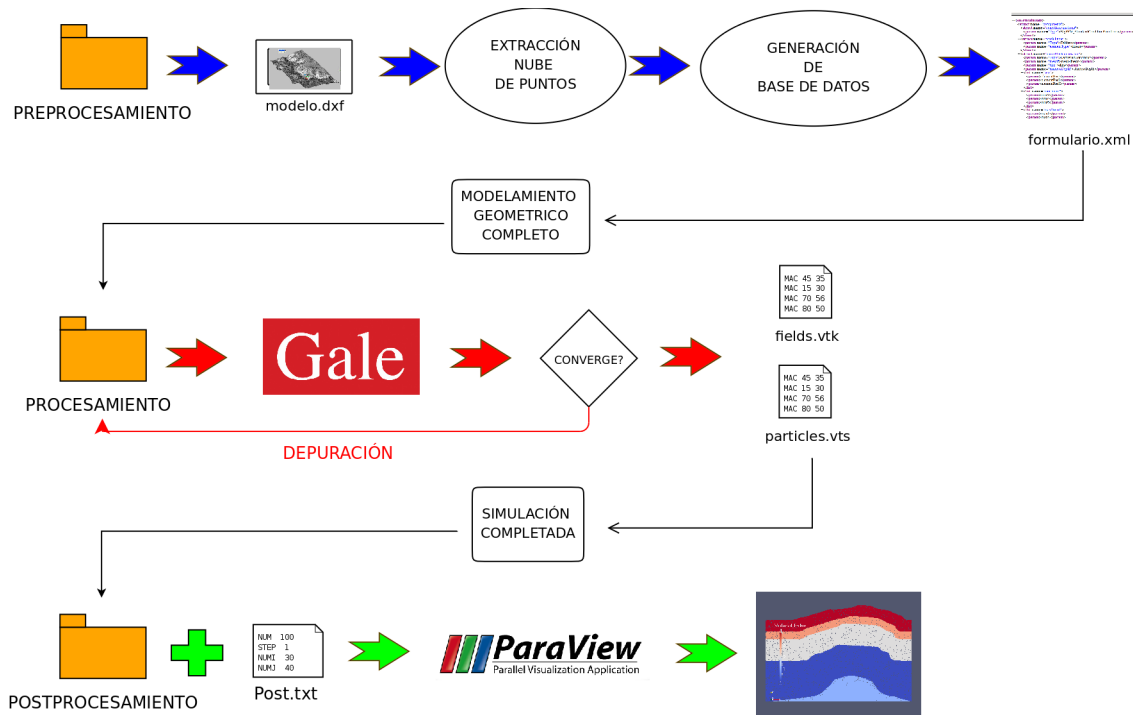 PREPROCESAMIENTO
modelo.dxf
EXTRACCIÓN
NUBE
DE PUNTOS
GENERACIÓN
DE
BASE DE DATOS
formulario.xml
MODELAMIENTO
GEOMETRICO
COMPLETO
PROCESAMIENTO
Gale
CONVERGE?
MAC 45 35
MAC 15 30
MAC 70 56
MAC 80 50
fields.vtk
MAC 45 35
MAC 15 30
MAC 70 56
MAC 80 50
particles.vts
DEPURACIÓN
SIMULACIÓN
COMPLETADA
POSTPROCESAMIENTO
NUM 100
STEP 1
NUMI 30
NUMJ 40
Post.txt
ParaView
Parallel Visualization Application